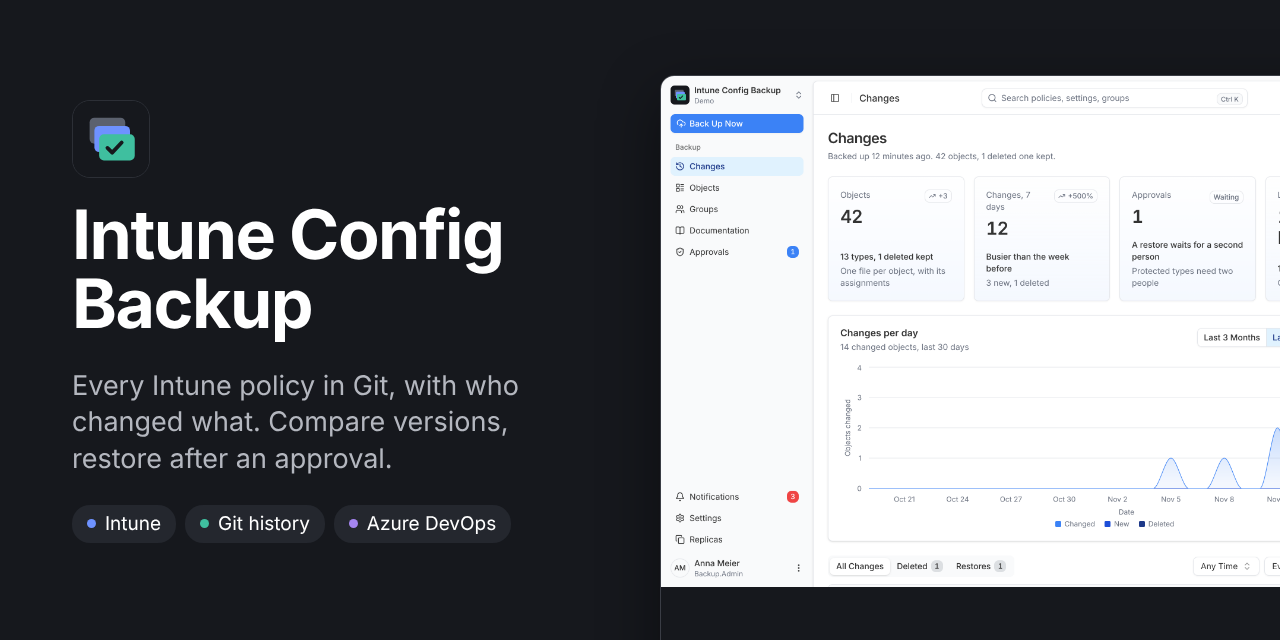 Intune Config
Backup
Every Intune policy in Git, with who
changed what. Compare versions,
restore after an approval.
Intune
Git history
Azure DevOps
Intune Config Backup
Demo
Back Up Now
Backup
Changes
Objects
Groups
Documentation
Approvals
1
Notifications
3
Settings
Replicas
AM
Anna Meier
Backup.Admin
Changes
Search policies, settings, groups
Ctrl K
Changes
Backed up 12 minutes ago. 42 objects, 1 deleted one kept.
Objects
+3
42
13 types, 1 deleted kept
One file per object, with its
assignments
Changes, 7
days
+500%
12
Busier than the week
before
3 new, 1 deleted
Approvals
Waiting
1
A restore waits for a second
person
Protected types need two
people
Changes per day
14 changed objects, last 30 days
Last 3 Months
Objects changed
4
3
2
1
0
Oct 21
Oct 24
Oct 27
Oct 30
Nov 2
Nov 5
Nov 8
Date
Changed
New
Deleted
All Changes
Deleted 1
Restores 1
Any Time